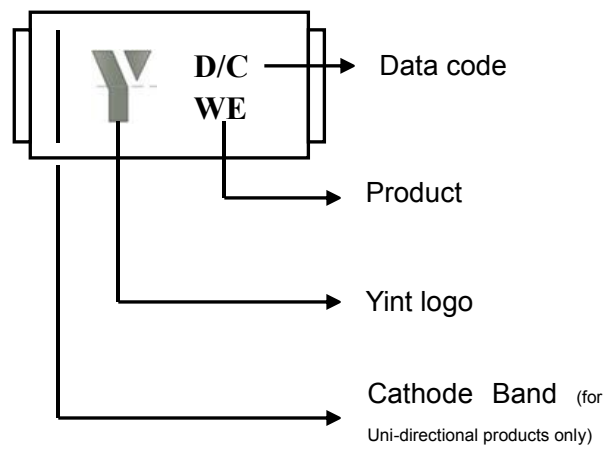 D/C
WE
Data code
Product
Yint logo
Cathode Band (for
Uni-directional products only)